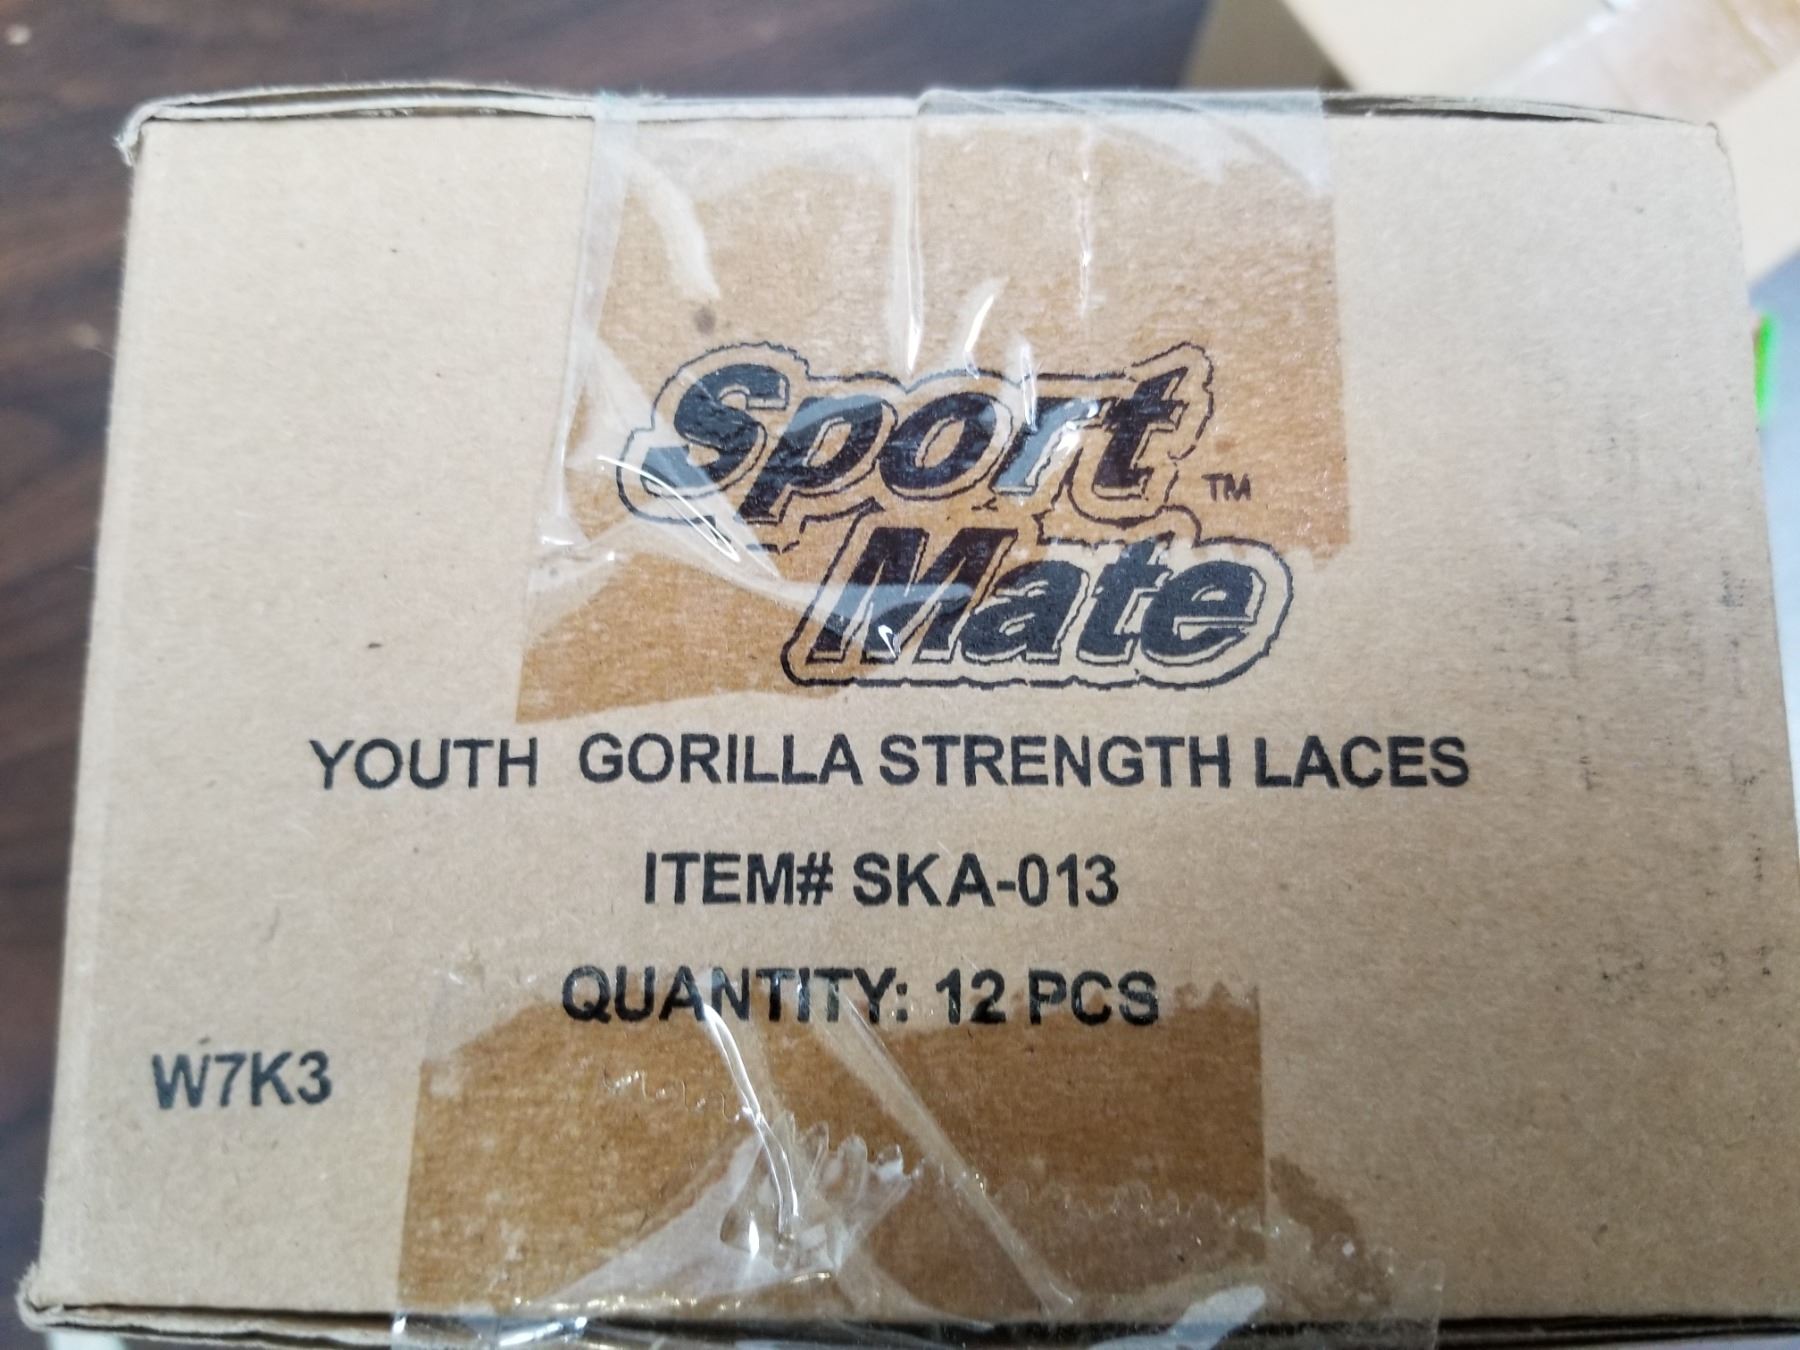 Sport
Mate
TM
YOUTH GORILLA STRENGTH LACES
ITEM# SKA-013
QUANTITY: 12 PCS
W7K3